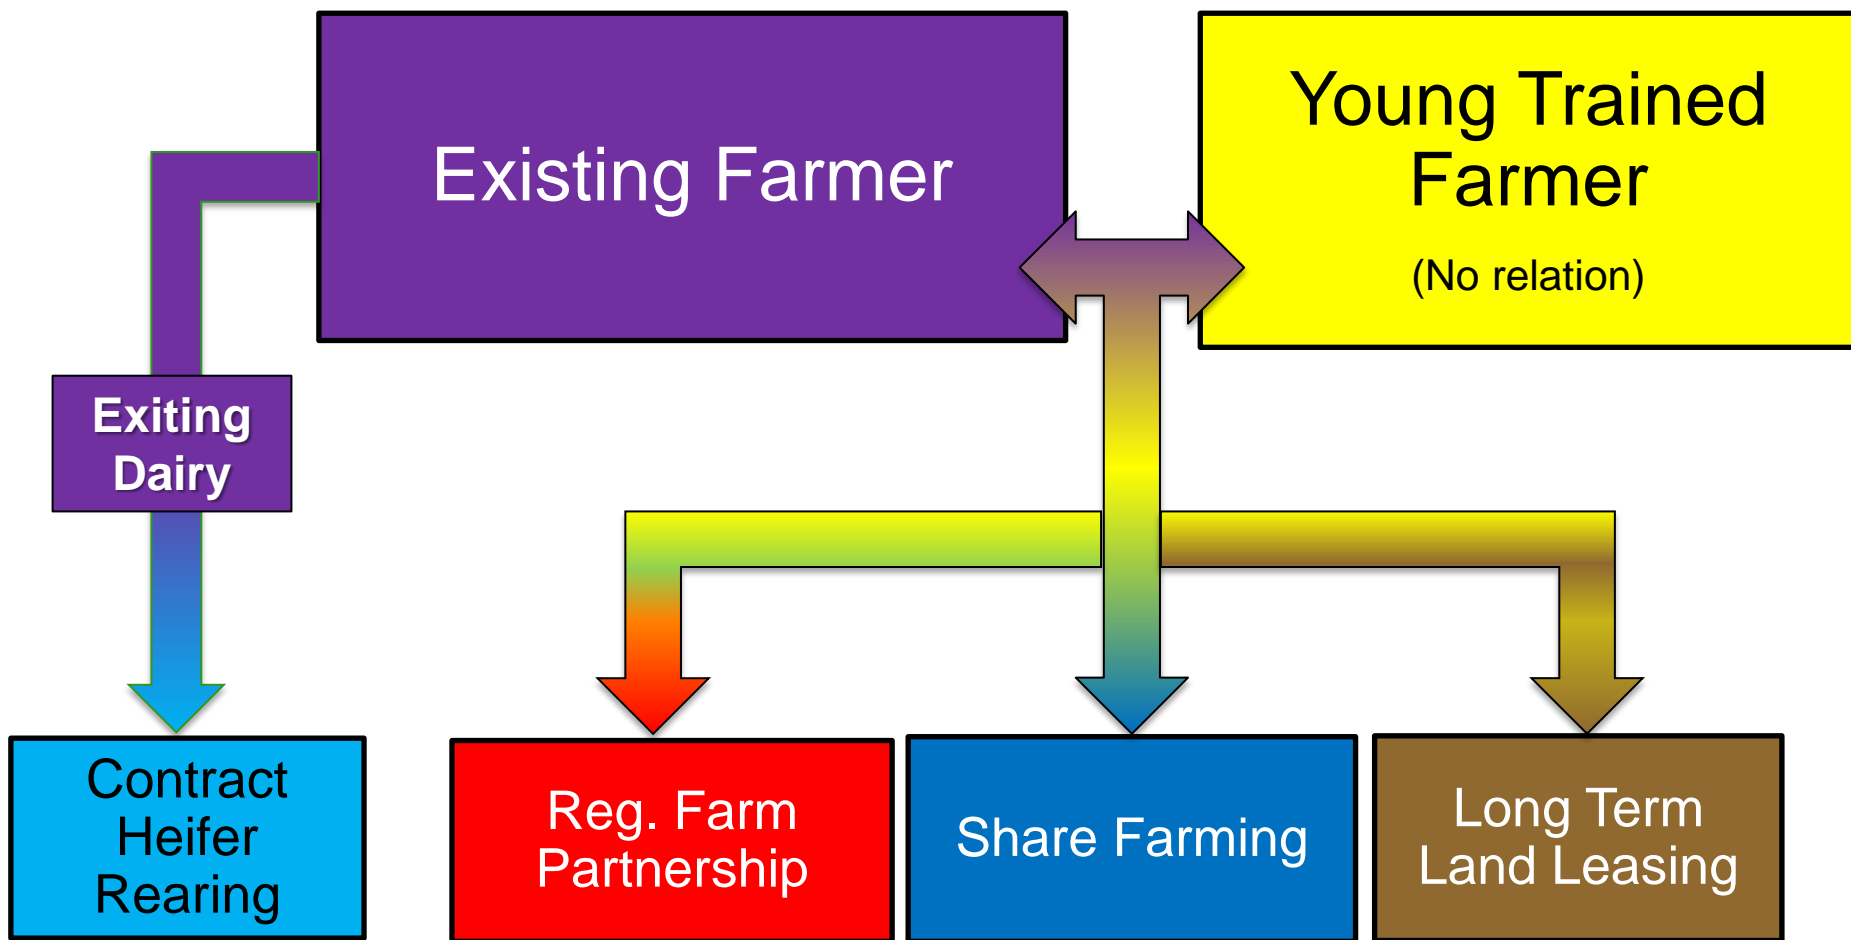 Existing Farmer
Young Trained
Farmer
(No relation)
Exiting
Dairy
Contract
Heifer
Rearing
Reg. Farm
Partnership
Share Farming
Long Term
Land Leasing